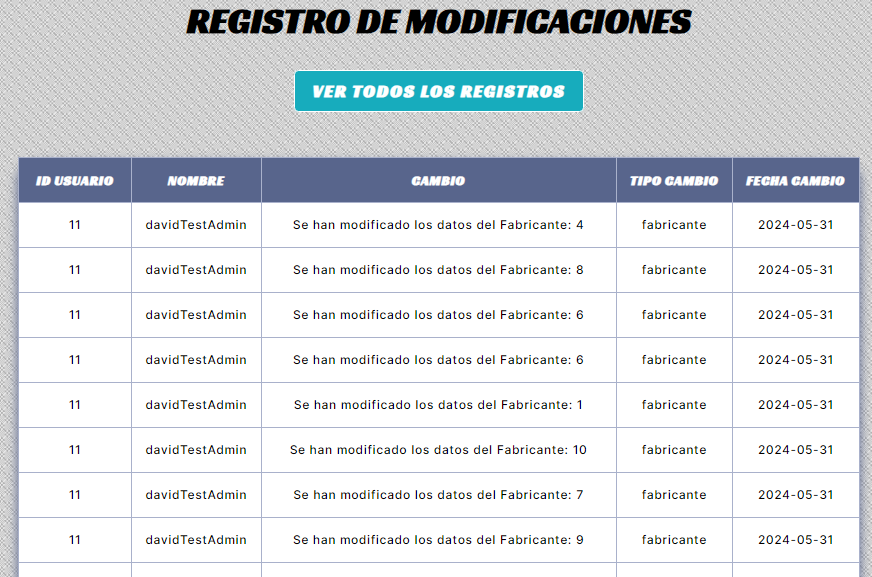 REGISTRO DE MODIFICACIONES
VER TODOS LOS REGISTROS
ID USUARIO NOMBRE CAMBIO TIPO CAMBIO FECHA CAMBIO
11 davidTestAdmin Se han modificado los datos del Fabricante: 4 fabricante 2024-05-31
11 davidTestAdmin Se han modificado los datos del Fabricante: 8 fabricante 2024-05-31
11 davidTestAdmin Se han modificado los datos del Fabricante: 6 fabricante 2024-05-31
11 davidTestAdmin Se han modificado los datos del Fabricante: 6 fabricante 2024-05-31
11 davidTestAdmin Se han modificado los datos del Fabricante: 1 fabricante 2024-05-31
11 davidTestAdmin Se han modificado los datos del Fabricante: 10 fabricante 2024-05-31
11 davidTestAdmin Se han modificado los datos del Fabricante: 7 fabricante 2024-05-31
11 davidTestAdmin Se han modificado los datos del Fabricante: 9 fabricante 2024-05-31